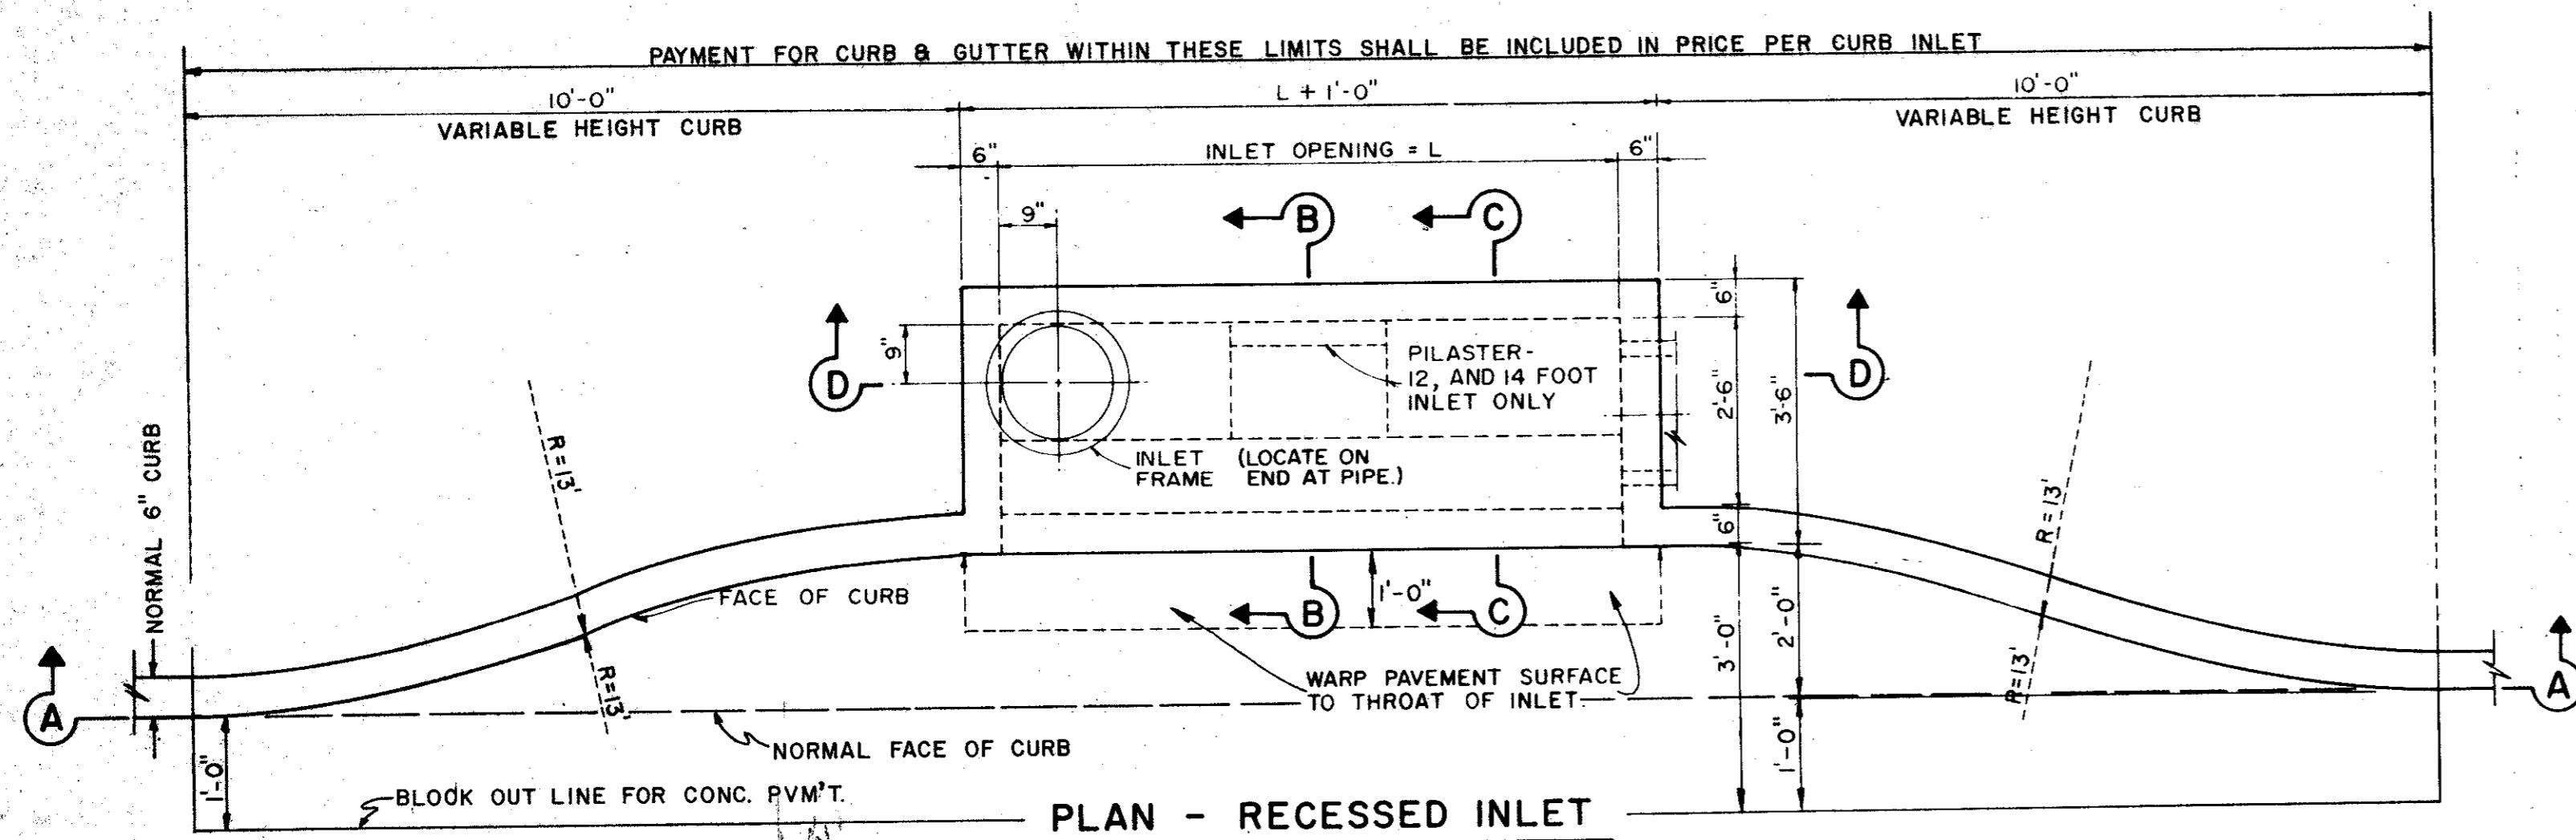 PAYMENT FOR CURB & GUTTER WITHIN THESE LIMITS SHALL BE INCLUDED IN PRICE PER CURB INLET
10'-0"
L + 1'-0"
10'-0"
VARIABLE HEIGHT CURB
VARIABLE HEIGHT CURB
6"
INLET OPENING = L
6"
9"
B
C
6"
9"
D
PILASTER-
12, AND 14 FOOT
INLET ONLY
2'-6"
3'-6"
D
NORMAL 6" CURB
R=13'
INLET (LOCATE ON
FRAME END AT PIPE.)
R=13'
6"
FACE OF CURB
1'-0"
B
C
2'-0"
3'-0"
A
R=13'
WARP PAVEMENT SURFACE
TO THROAT OF INLET.
R=13'
A
NORMAL FACE OF CURB
1'-0"
1'-0"
BLOCK OUT LINE FOR CONC. PVM'T.
PLAN - RECESSED INLET